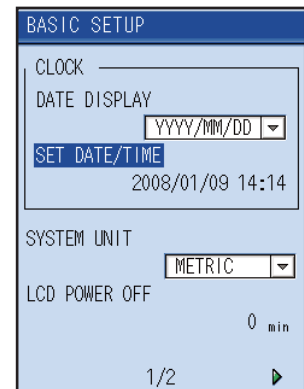 BASIC SETUP
CLOCK
DATE DISPLAY
YYYY/MM/DD
SET DATE/TIME
2008/01/09 14:14
SYSTEM UNIT
METRIC
LCD POWER OFF
0 min
1/2